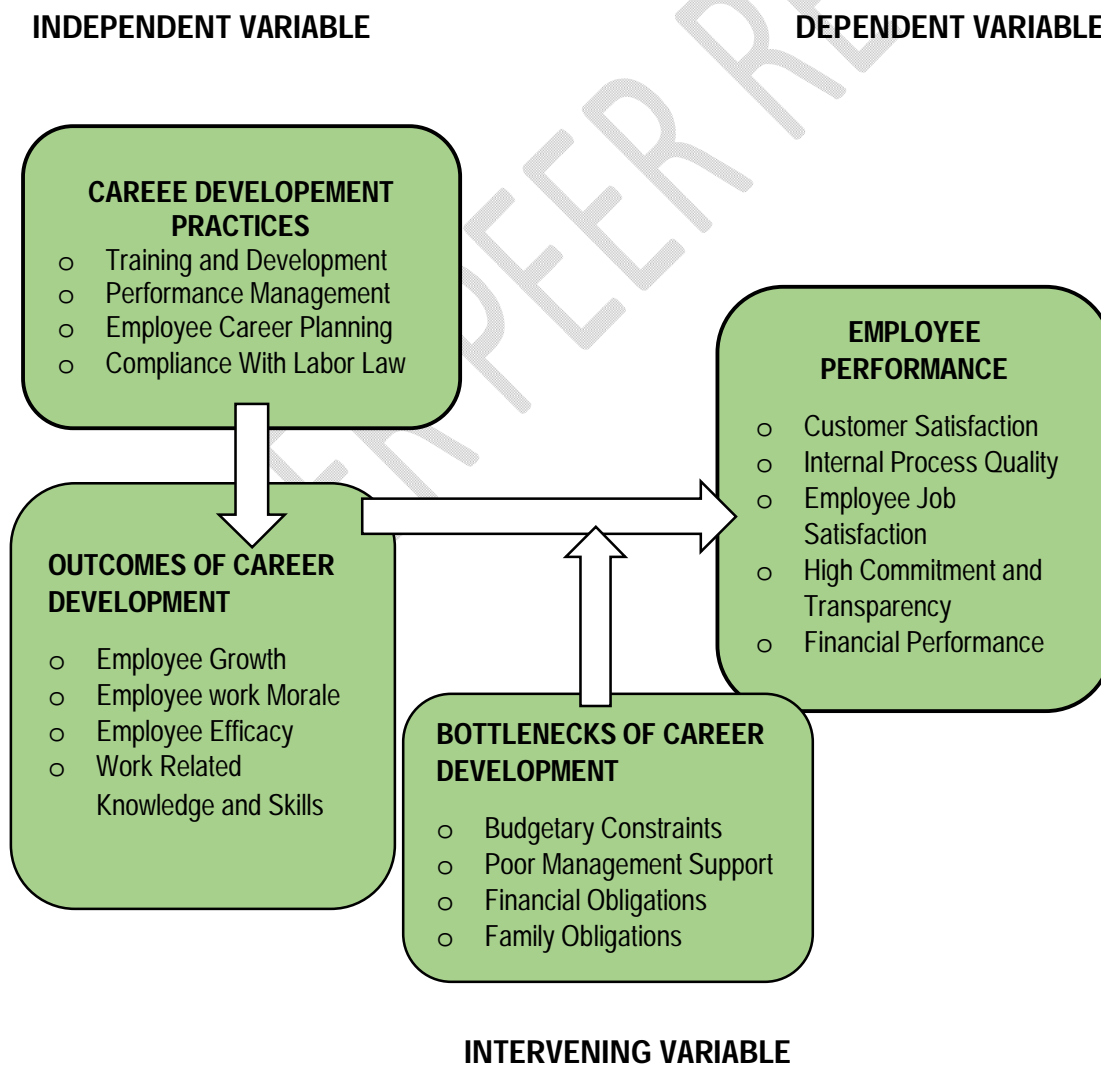 INDEPENDENT VARIABLE
DEPENDENT VARIABLE
CAREEE DEVELOPEMENT
PRACTICES
o Training and Development
o Performance Management
o Employee Career Planning
o Compliance With Labor Law
EMPLOYEE
PERFORMANCE
o Customer Satisfaction
o Internal Process Quality
o Employee Job
Satisfaction
o High Commitment and
Transparency
o Financial Performance
OUTCOMES OF CAREER
DEVELOPMENT
o Employee Growth
o Employee work Morale
o Employee Efficacy
o Work Related
Knowledge and Skills
BOTTLENECKS OF CAREER
DEVELOPMENT
o Budgetary Constraints
o Poor Management Support
o Financial Obligations
o Family Obligations
INTERVENING VARIABLE
ER PEER RE